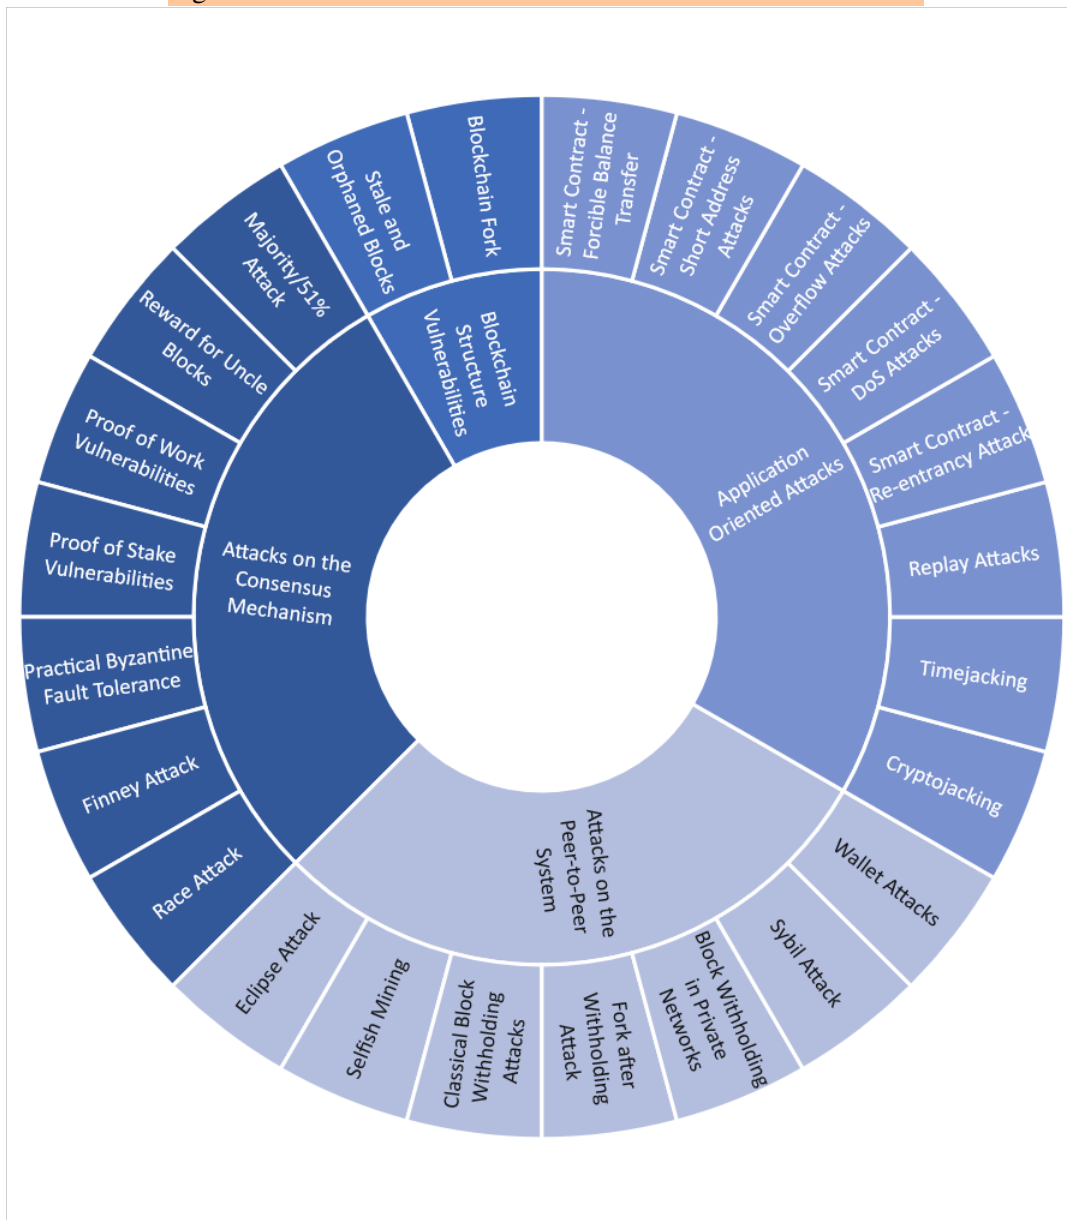 Smart Contract -
Forcible Balance
Transfer
Smart Contract -
Short Address
Attacks
Smart Contract -
Overflow Attacks
Smart Contract -
DoS Attacks
Smart Contract -
Re-entrancy Attack
Replay Attacks
Timejacking
Cryptojacking
Application
Oriented Attacks
Wallet Attacks
Sybil Attack
Block Withholding
in Private
Networks
Fork after
Withholding
Attack
Classical Block
Withholding
Attacks
Selfish Mining
Eclipse Attack
Attacks on the
Peer-to-Peer
System
Race Attack
Finney Attack
Practical Byzantine
Fault Tolerance
Proof of Stake
Vulnerabilities
Proof of Work
Vulnerabilities
Reward for Uncle
Blocks
Majority/51%
Attack
Attacks on the
Consensus
Mechanism
Stale and
Orphaned Blocks
Blockchain Fork
Blockchain
Structure
Vulnerabilities